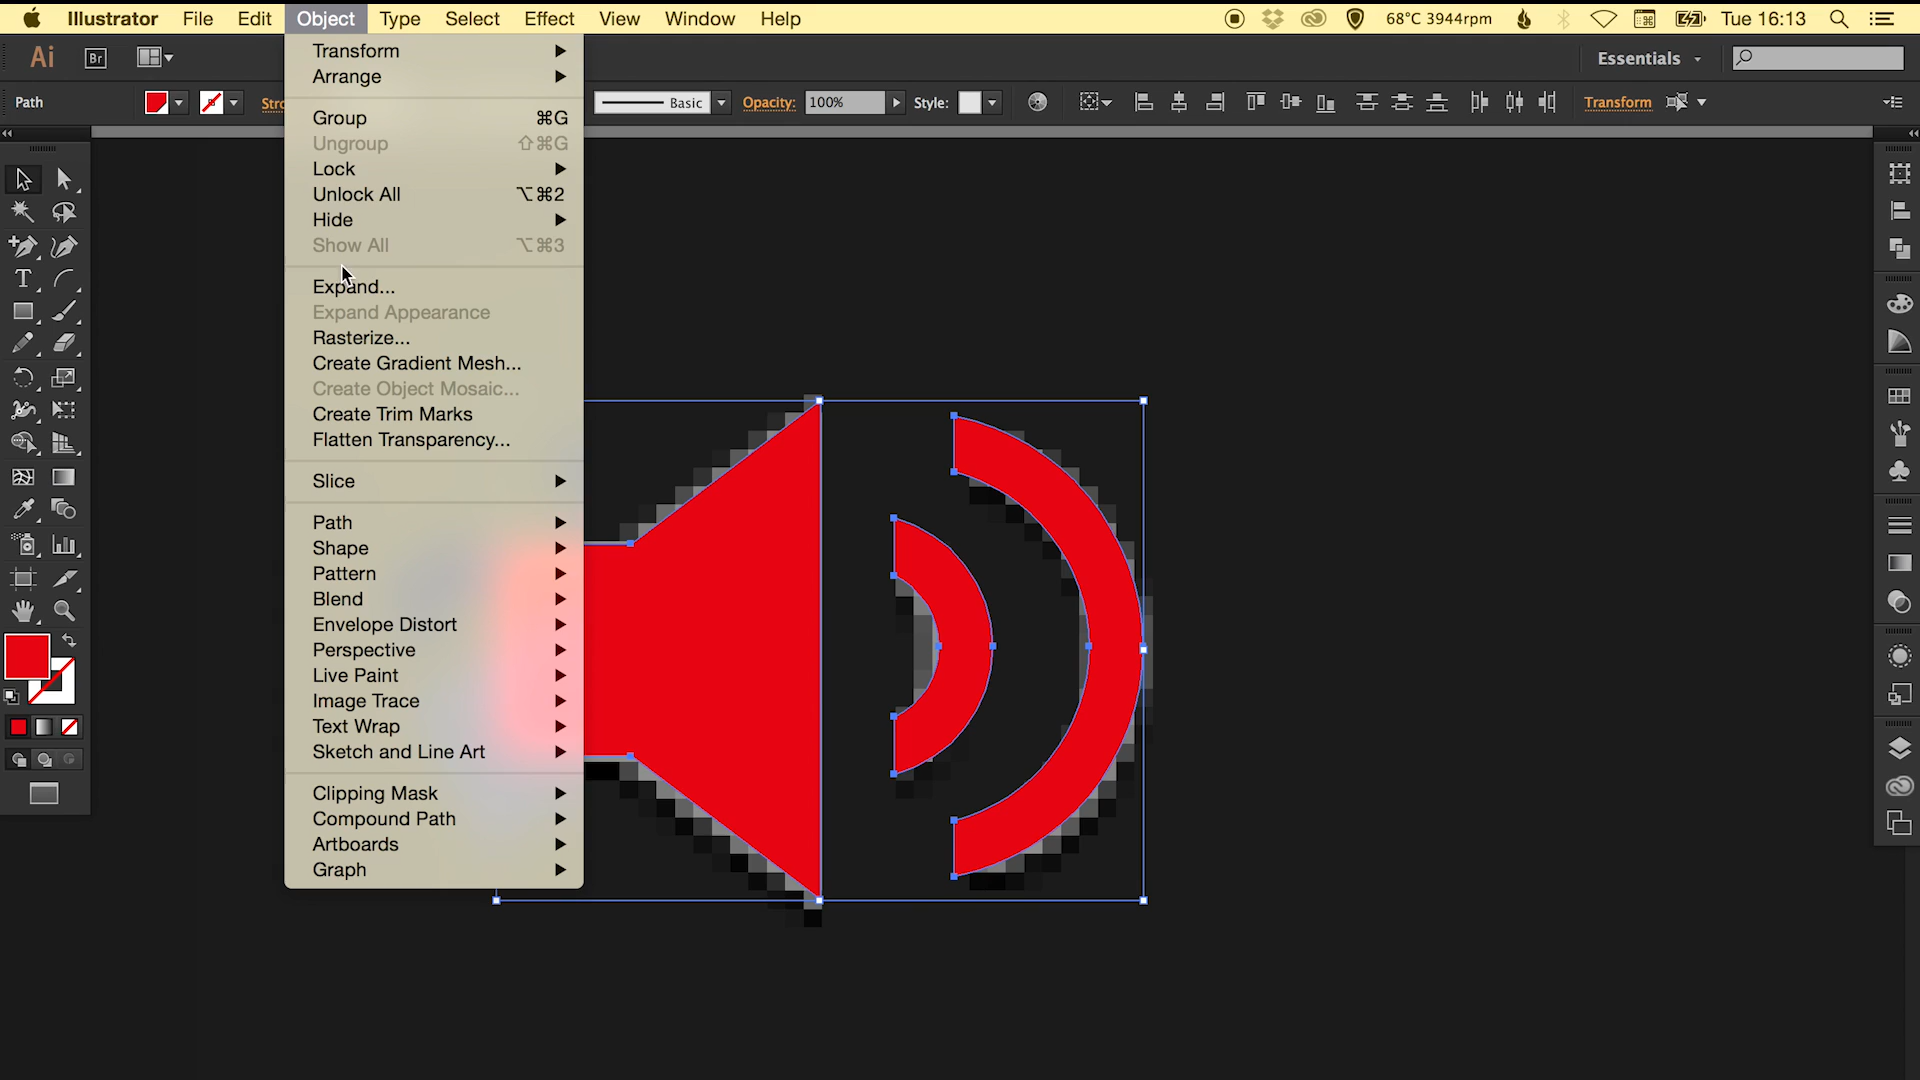 Illustrator File Edit Object Type Select Effect View Window Help 68°C 3944rpm Tue 16:13
Ai Br Essentials
Path Basic Opacity: 100% Style: Transform
Transform
Arrange
Group ⌘G
Ungroup ⇧⌘G
Lock
Unlock All ⌥⌘2
Hide
Show All ⌥⌘3
Expand...
Expand Appearance
Rasterize...
Create Gradient Mesh...
Create Object Mosaic...
Create Trim Marks
Flatten Transparency...
Slice
Path
Shape
Pattern
Blend
Envelope Distort
Perspective
Live Paint
Image Trace
Text Wrap
Sketch and Line Art
Clipping Mask
Compound Path
Artboards
Graph